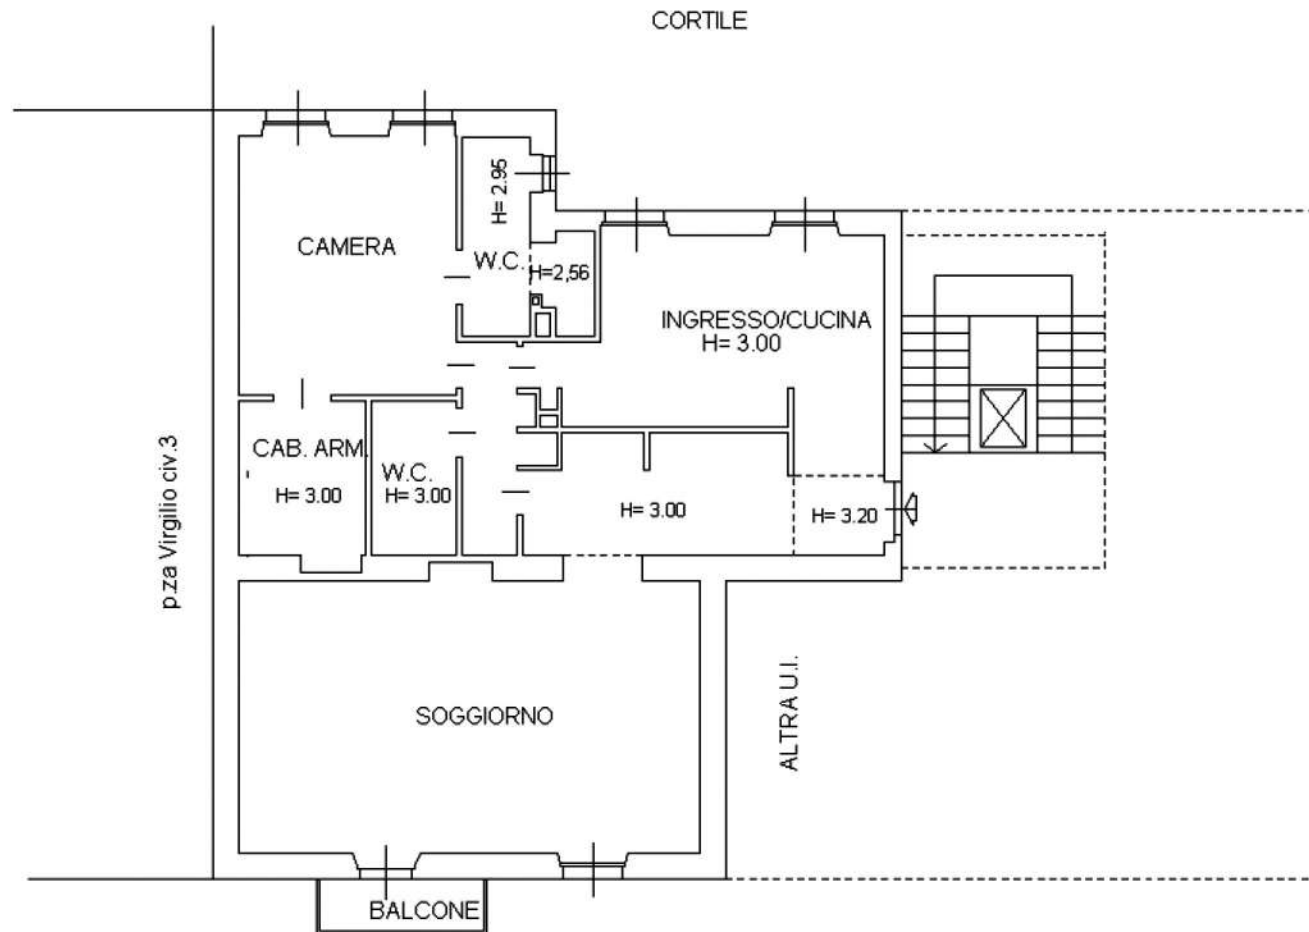 CORTILE
H= 2.95
CAMERA
W.C.
H=2,56
INGRESSO/CUCINA
H= 3.00
CAB. ARM.
H= 3.00
W.C.
H= 3.00
H= 3.00
H= 3.20
p.za Virgilio civ.3
SOGGIORNO
ALTRA U.I.
BALCONE